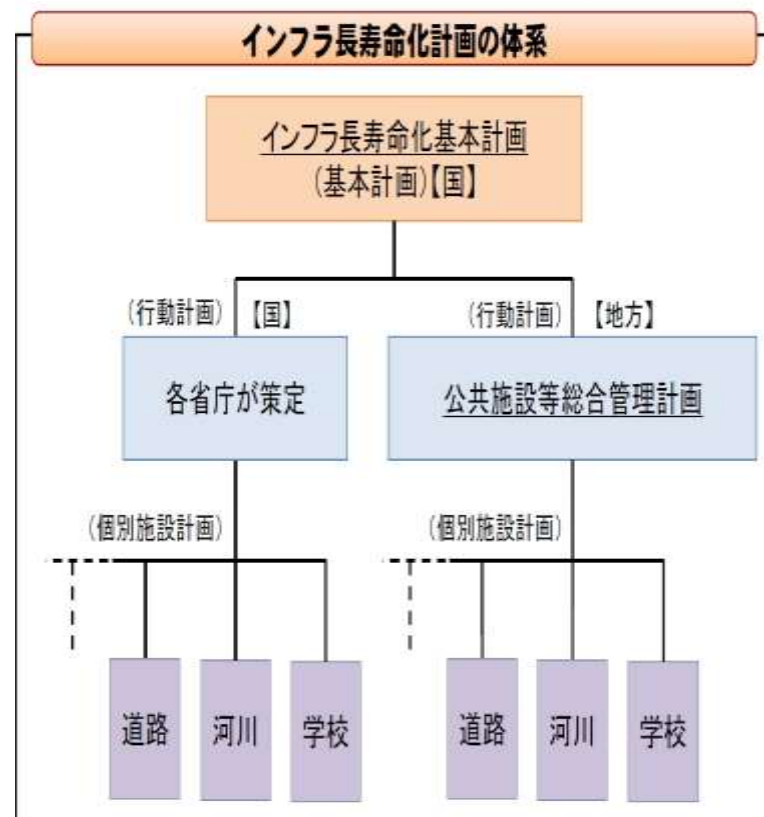 インフラ長寿命化計画の体系
インフラ長寿命化基本計画
(基本計画)【国】
(行動計画) 【国】
(行動計画) 【地方】
各省庁が策定
公共施設等総合管理計画
(個別施設計画)
(個別施設計画)
道路 河川 学校
道路 河川 学校